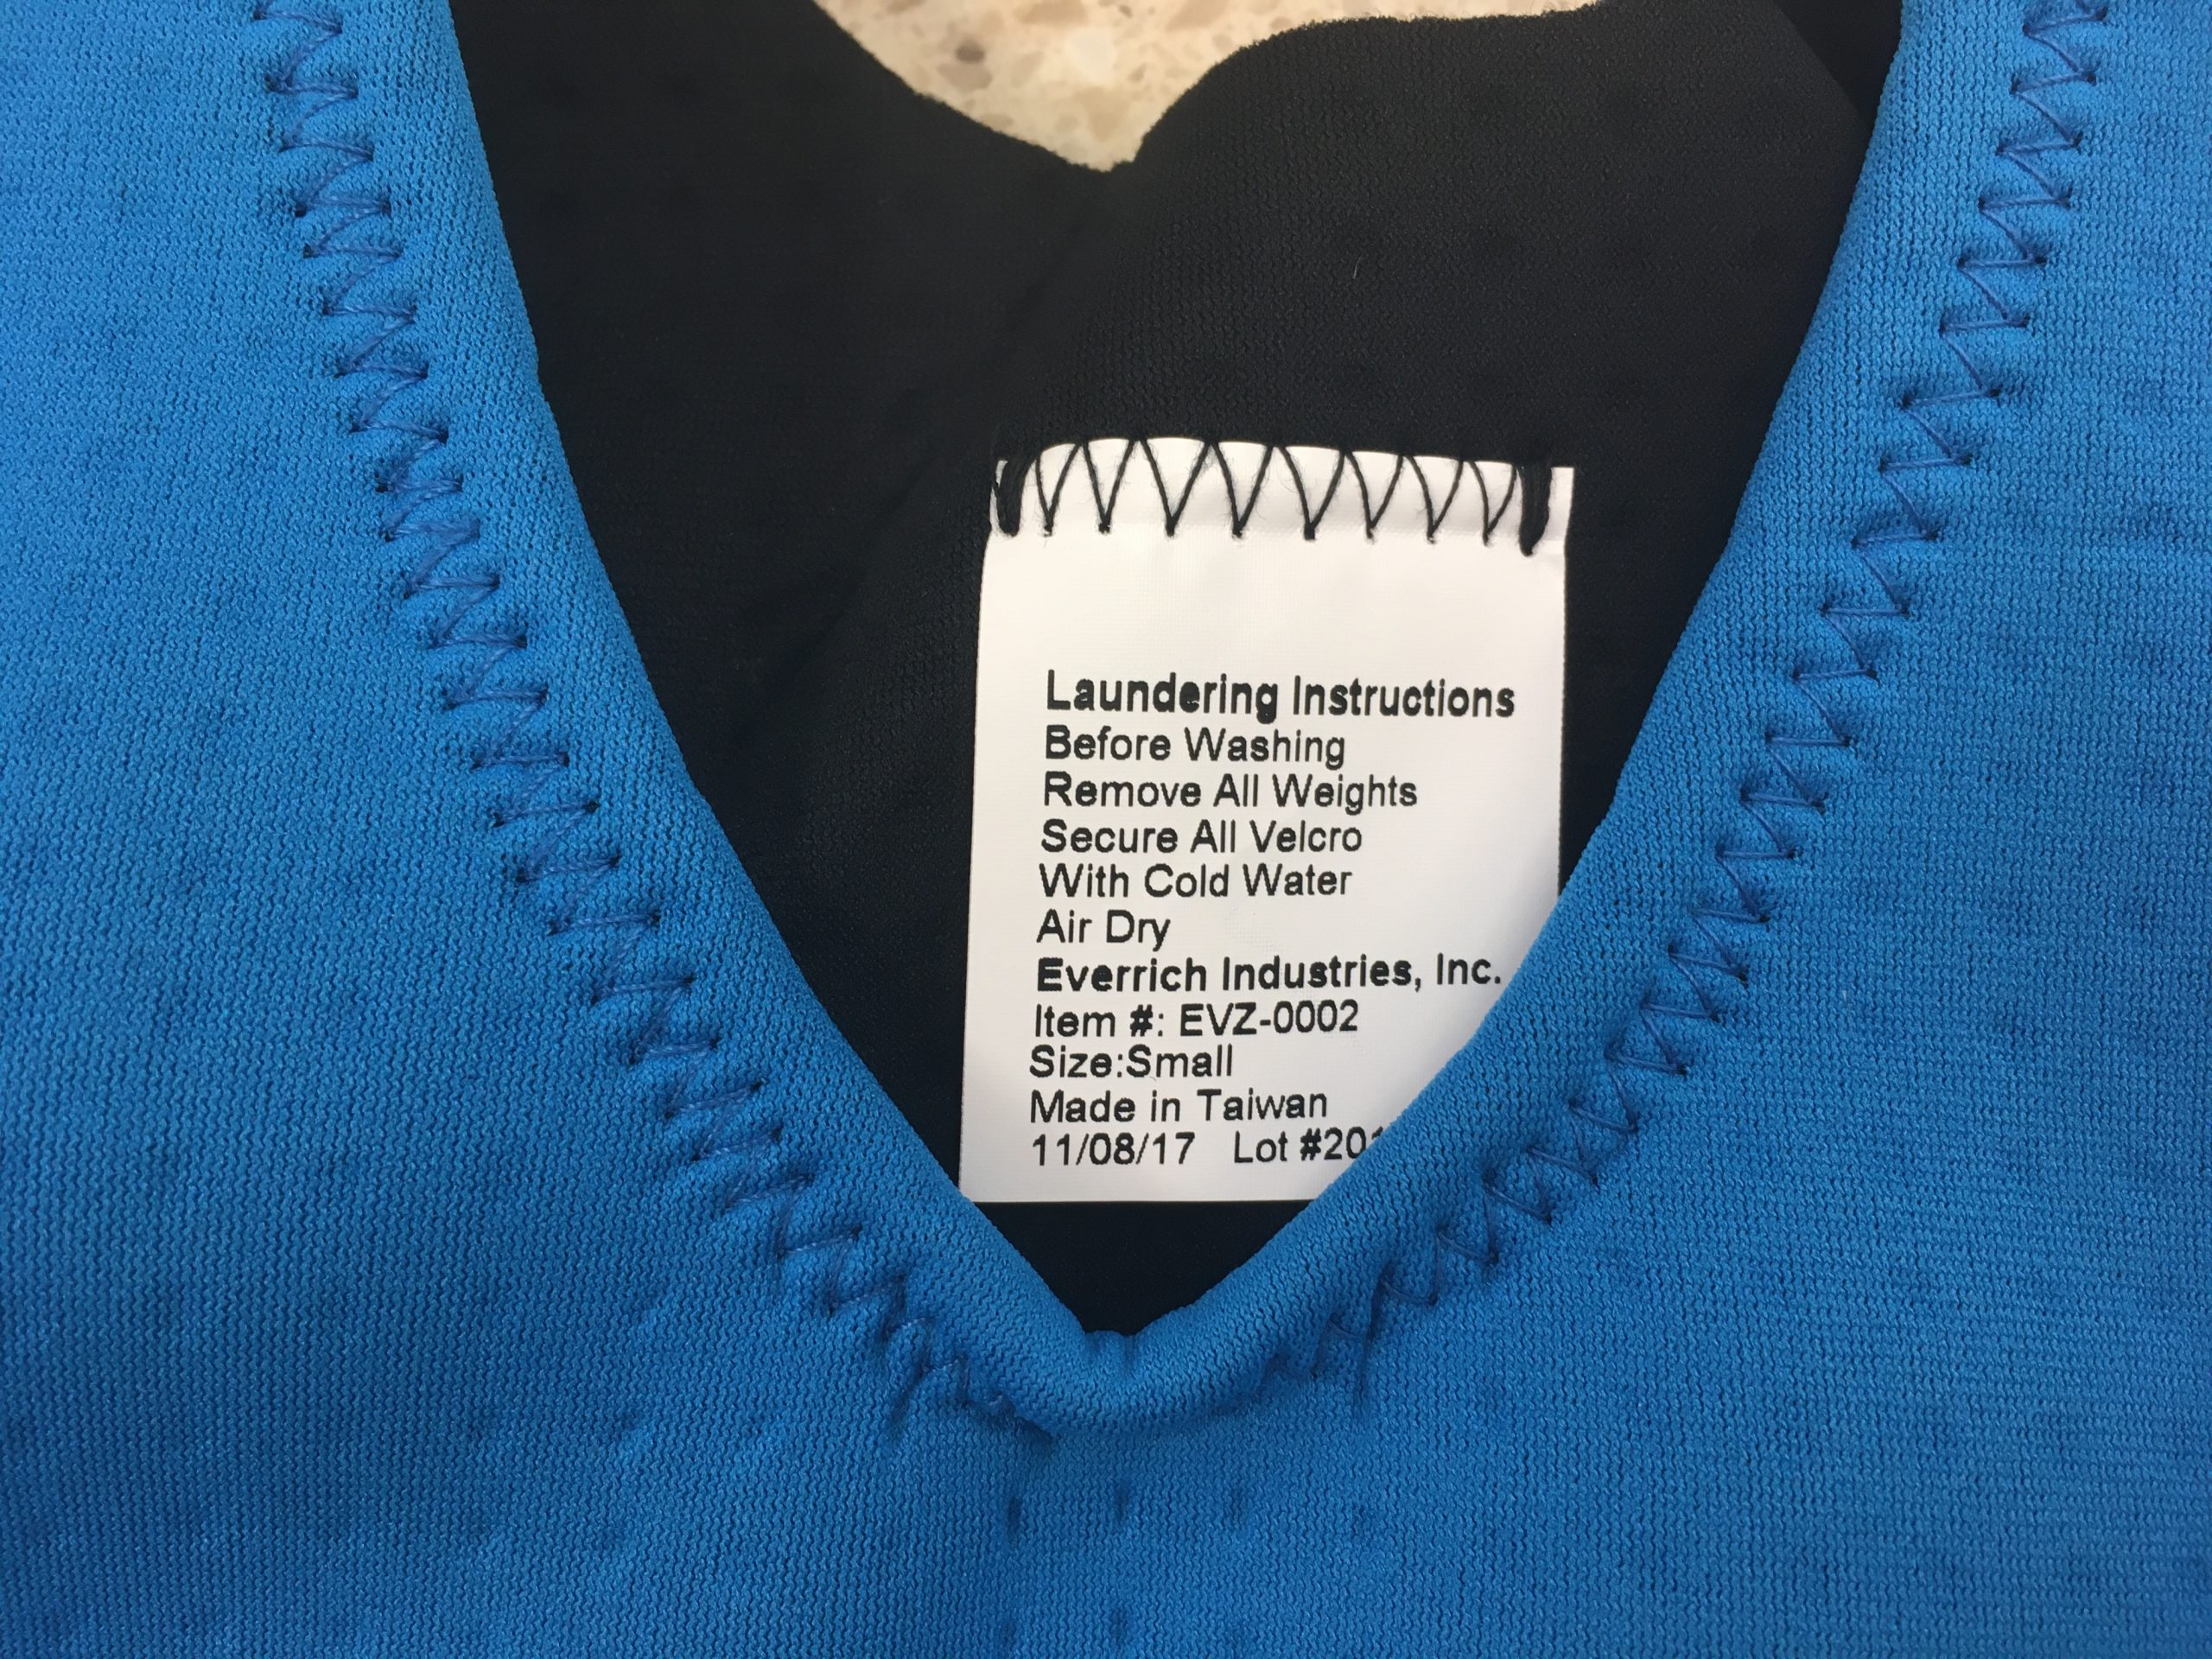 Laundering Instructions
Before Washing
Remove All Weights
Secure All Velcro
With Cold Water
Air Dry
Everrich Industries, Inc.
Item #: EVZ-0002
Size:Small
Made in Taiwan
11/08/17 Lot